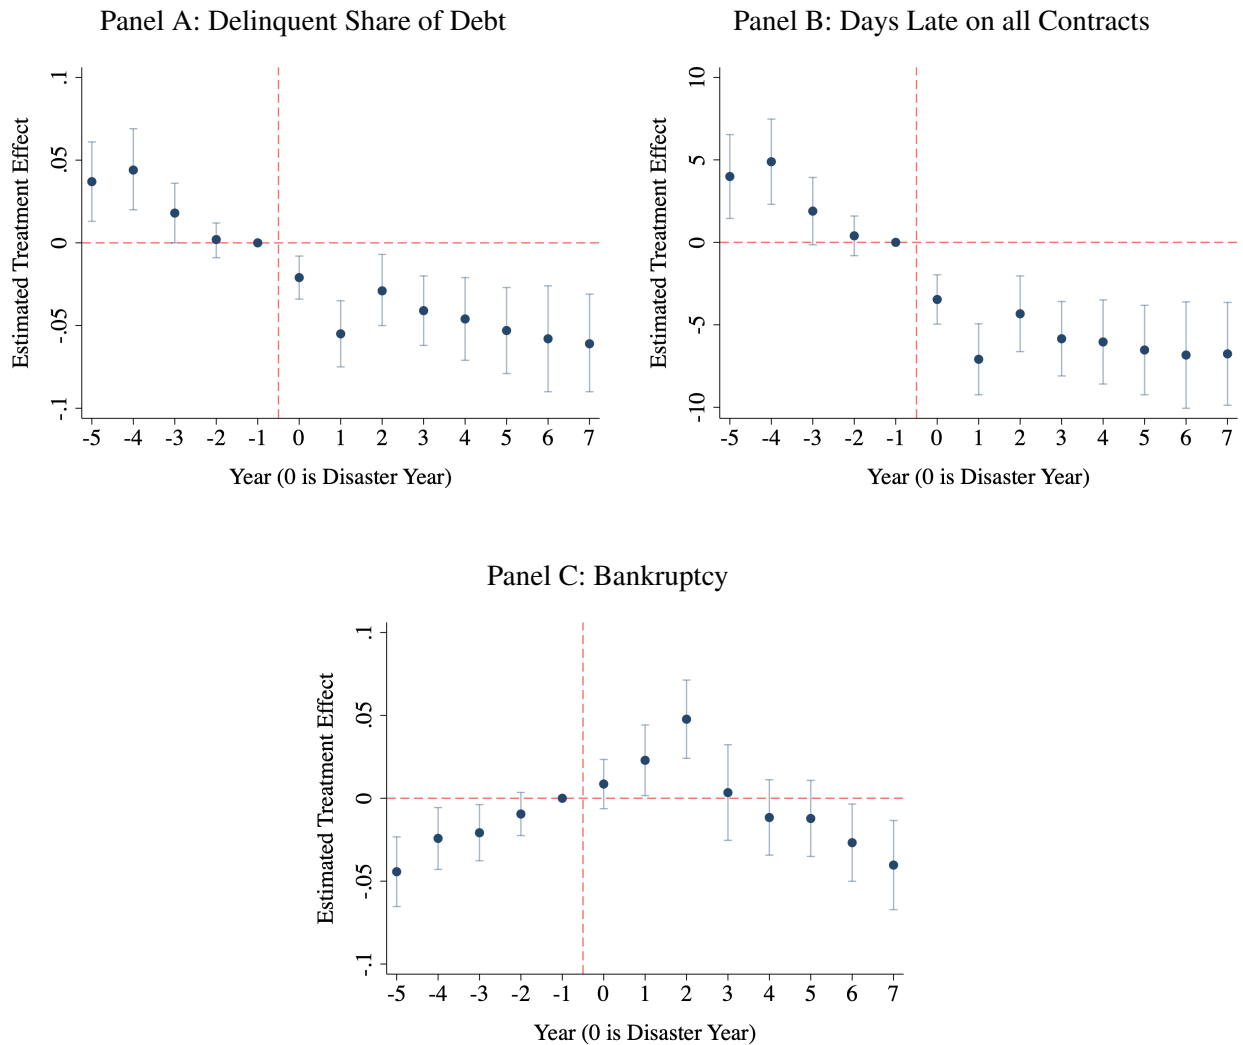 Panel A: Delinquent Share of Debt
Estimated Treatment Effect
.1
.05
0
-.05
-.1
-5 -4 -3 -2 -1 0 1 2 3 4 5 6 7
Year (0 is Disaster Year)
Panel B: Days Late on all Contracts
Estimated Treatment Effect
10
5
0
-5
-10
-5 -4 -3 -2 -1 0 1 2 3 4 5 6 7
Year (0 is Disaster Year)
Panel C: Bankruptcy
Estimated Treatment Effect
.1
.05
0
-.05
-.1
-5 -4 -3 -2 -1 0 1 2 3 4 5 6 7
Year (0 is Disaster Year)